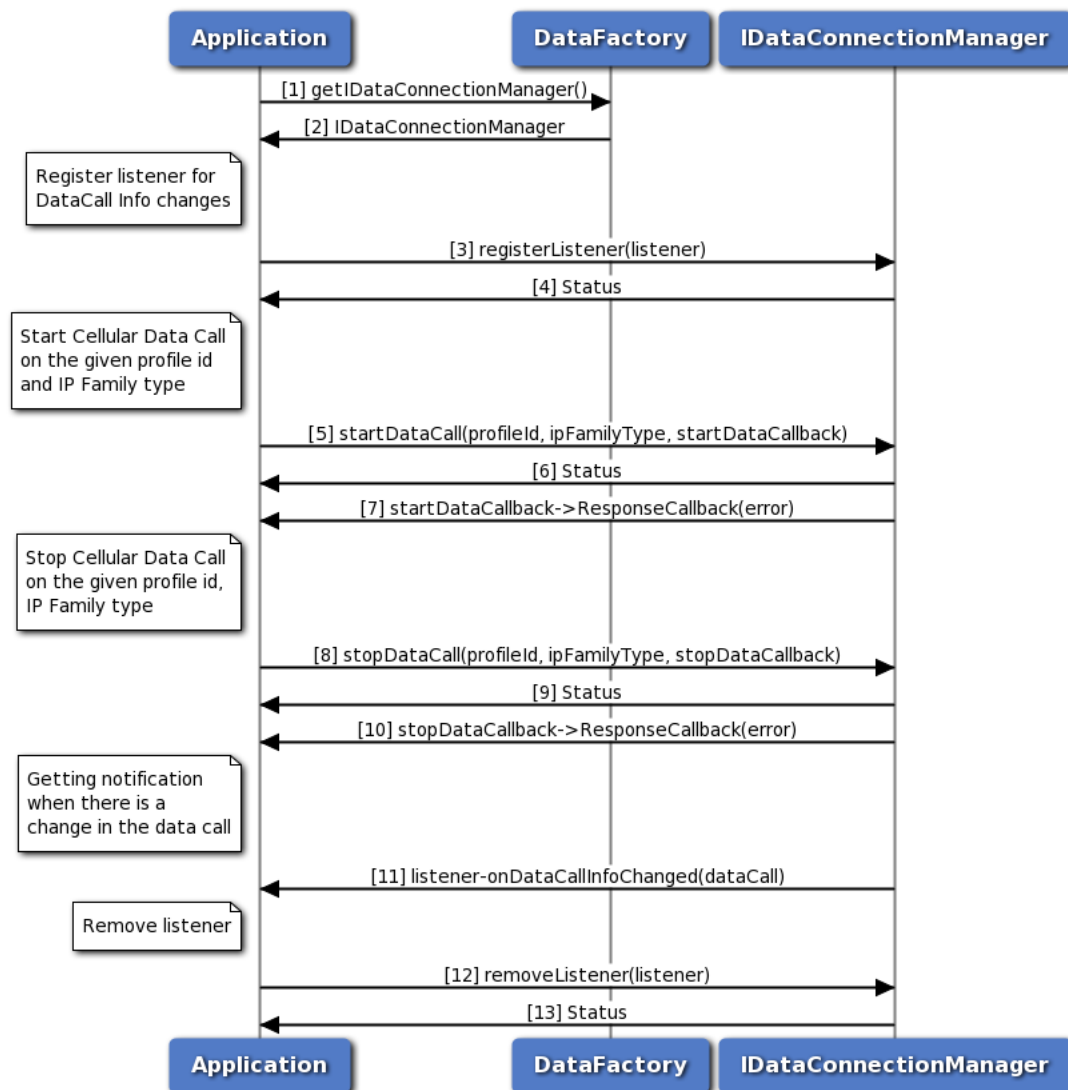 Application
DataFactory
IDataConnectionManager
[1] getIDataConnectionManager()
[2] IDataConnectionManager
Register listener for
DataCall Info changes
[3] registerListener(listener)
[4] Status
Start Cellular Data Call
on the given profile id
and IP Family type
[5] startDataCall(profileId, ipFamilyType, startDataCallback)
[6] Status
[7] startDataCallback->ResponseCallback(error)
Stop Cellular Data Call
on the given profile id,
IP Family type
[8] stopDataCall(profileId, ipFamilyType, stopDataCallback)
[9] Status
[10] stopDataCallback->ResponseCallback(error)
Getting notification
when there is a
change in the data call
[11] listener-onDataCallInfoChanged(dataCall)
Remove listener
[12] removeListener(listener)
[13] Status
Application
DataFactory
IDataConnectionManager